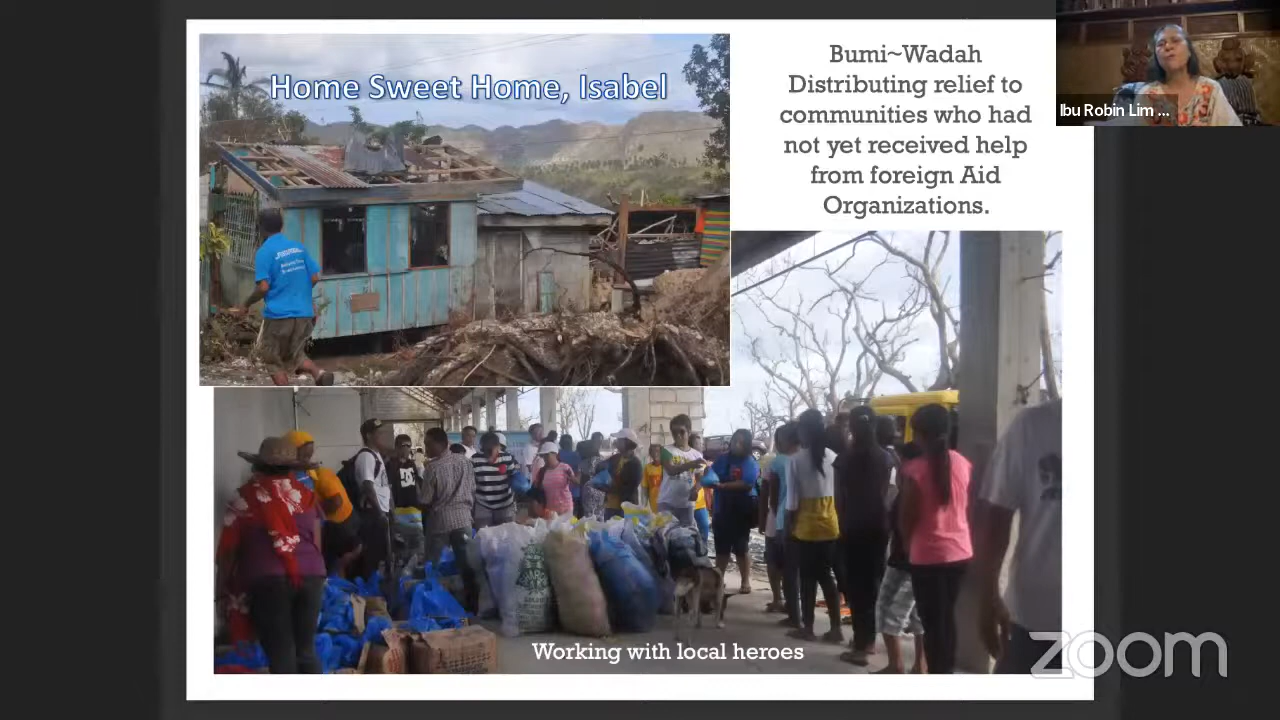 Home Sweet Home, Isabel
Bumi~Wadah
Distributing relief to
communities who had
not yet received help
from foreign Aid
Organizations.
Ibu Robin Lim ...
Working with local heroes
zoom